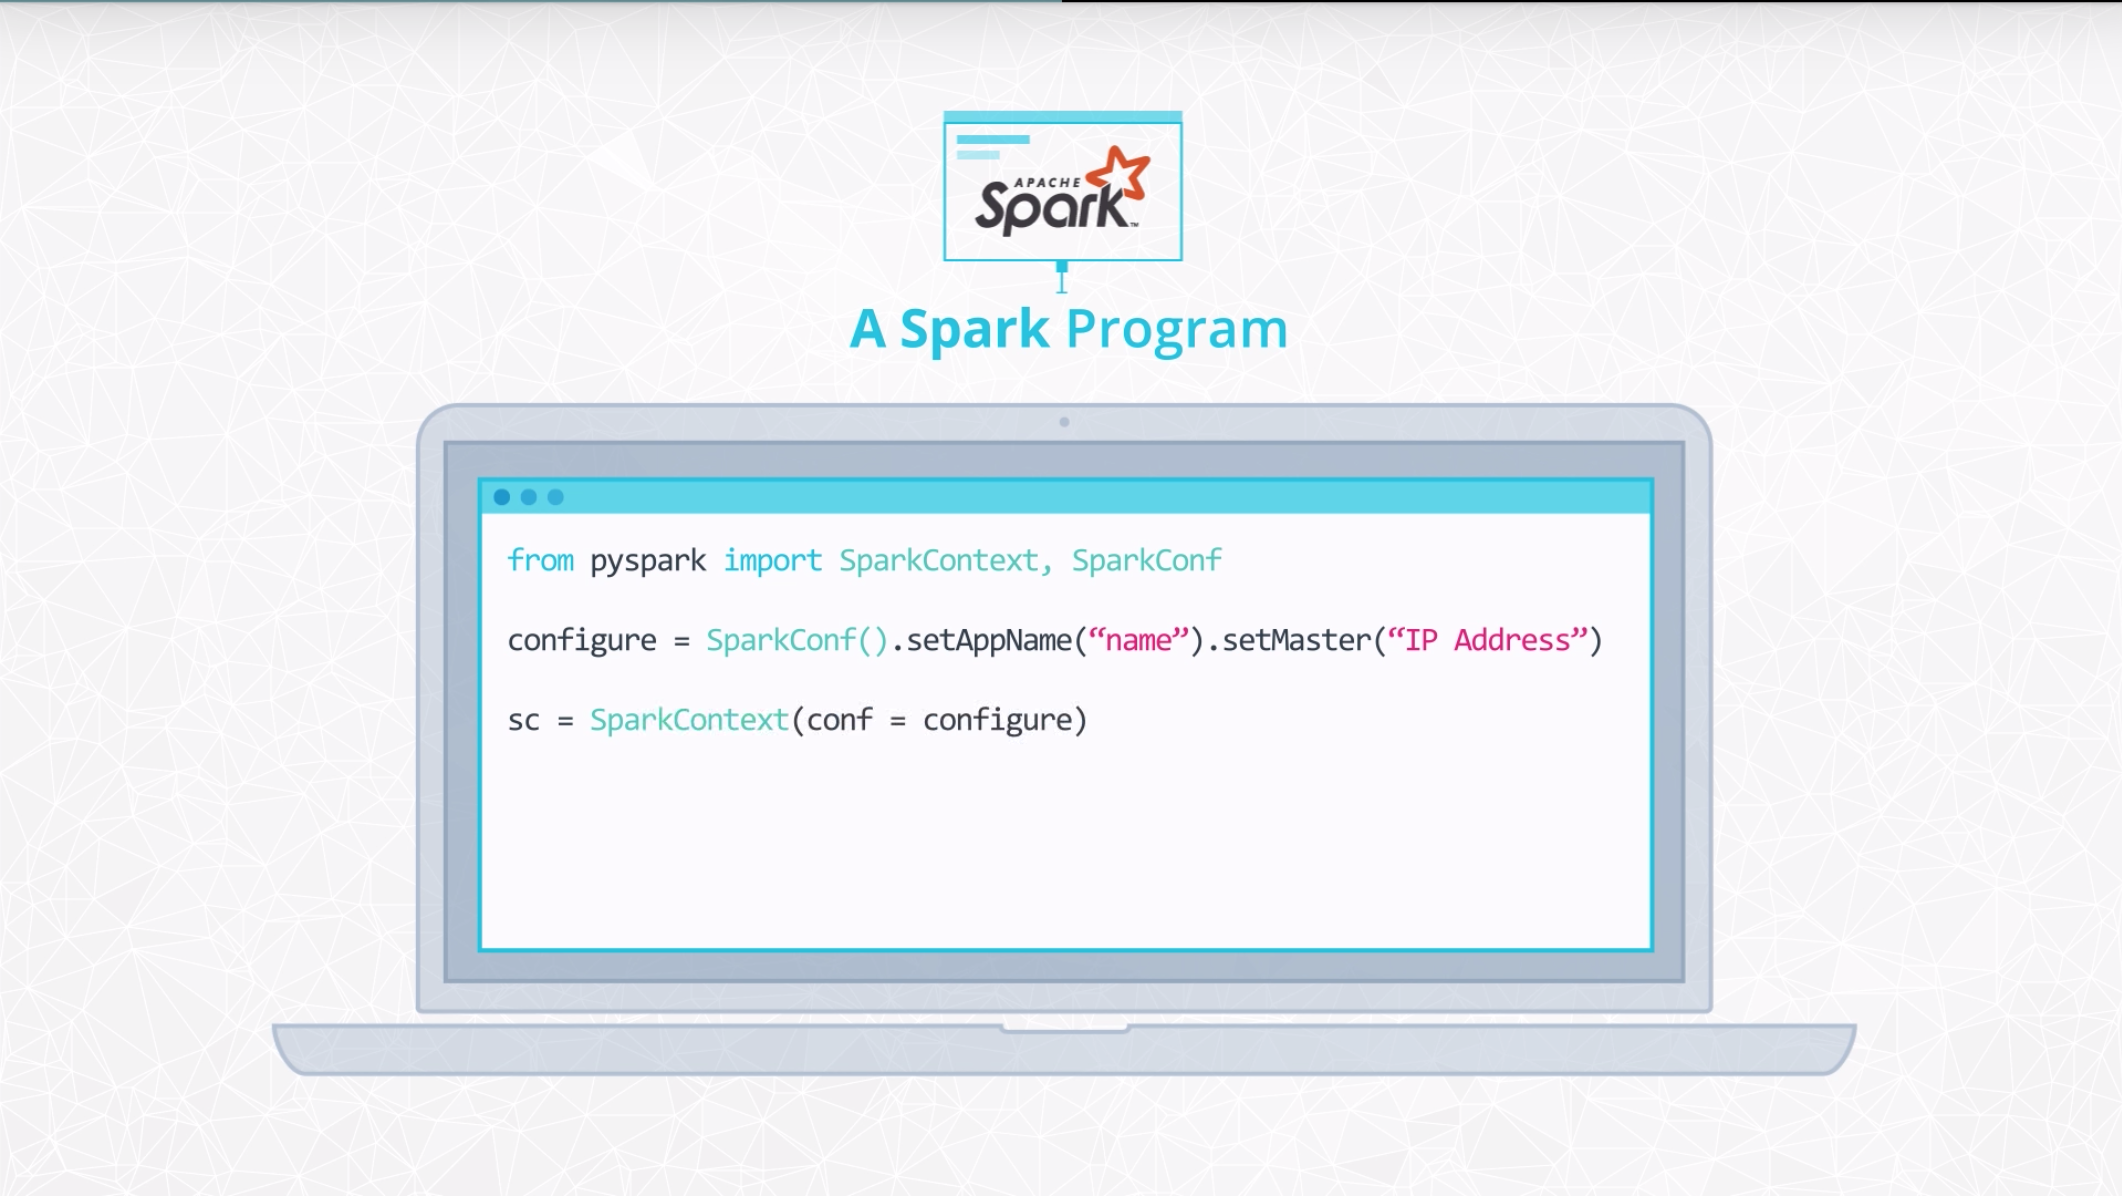 APACHE
Spark™
A Spark Program
from pyspark import SparkContext, SparkConf
configure = SparkConf().setAppName(“name”).setMaster(“IP Address”)
sc = SparkContext(conf = configure)